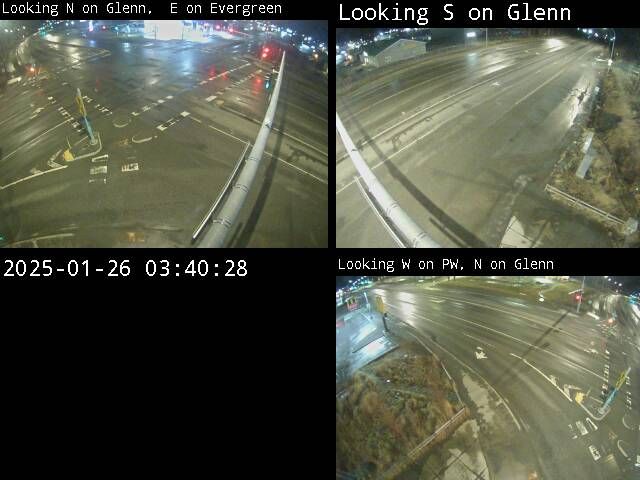 Looking N on Glenn,  E on Evergreen
Looking S on Glenn
2025-01-26 03:40:28
Looking W on PW, N on Glenn